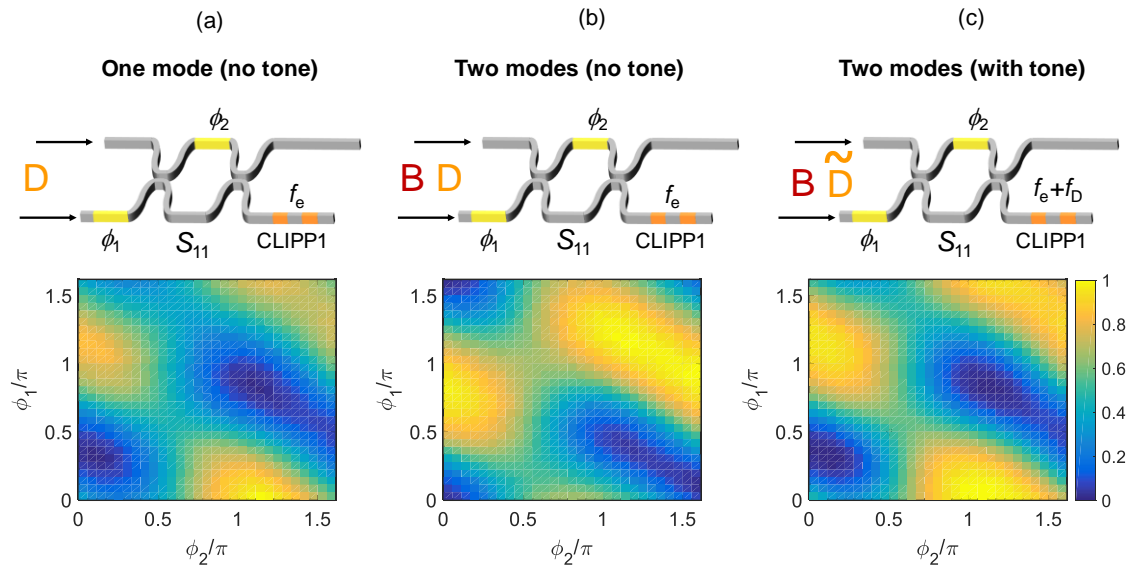 (a) (b) (c)
One mode (no tone) Two modes (no tone) Two modes (with tone)
ϕ2 ϕ2 ϕ2
D B D B D̃
fe fe fe+fD
ϕ1 S11 CLIPP1 ϕ1 S11 CLIPP1 ϕ1 S11 CLIPP1
1.5 1.5 1.5 1
0.8
1 1 1
0.6
ϕ1/π ϕ1/π ϕ1/π
0.4
0.5 0.5 0.5
0.2
0 0 0 0
0 0.5 1 1.5 0 0.5 1 1.5 0 0.5 1 1.5
ϕ2/π ϕ2/π ϕ2/π